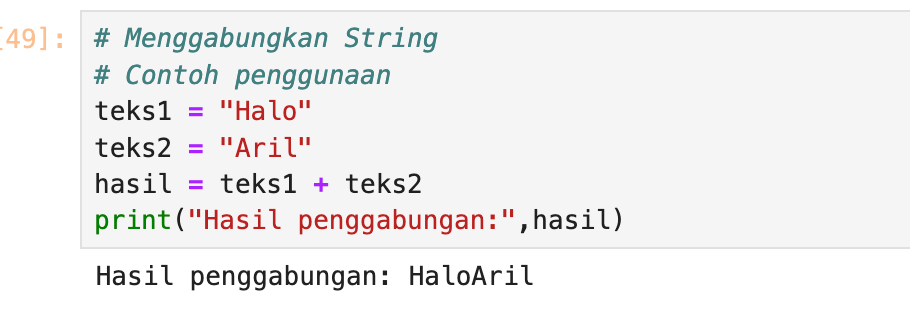 [49]:
# Menggabungkan String
# Contoh penggunaan
teks1 = "Halo"
teks2 = "Aril"
hasil = teks1 + teks2
print("Hasil penggabungan:",hasil)
Hasil penggabungan: HaloAril